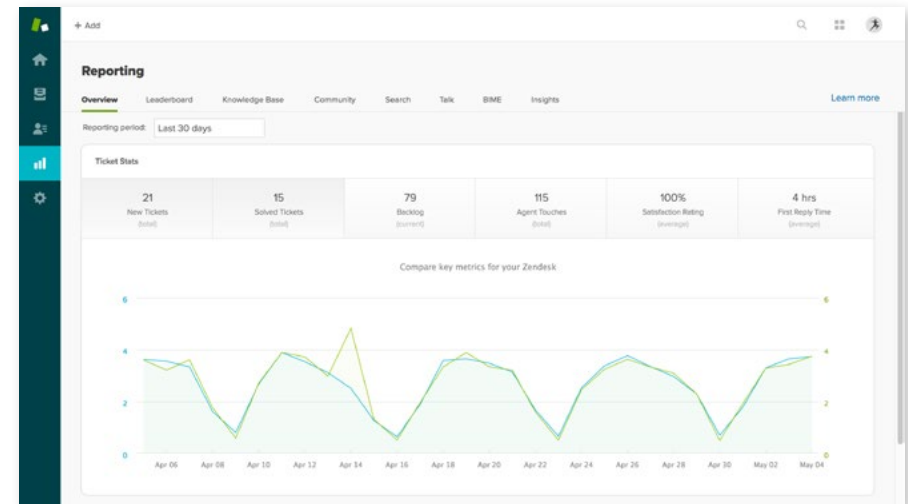 + Add
Reporting
Overview Leaderboard Knowledge Base Community Search Talk BIME Insights Learn more
Reporting period: Last 30 days
Ticket Stats
21 15 79 115 100% 4 hrs
New Tickets Solved Tickets Backlog Agent Touches Satisfaction Rating First Reply Time
(total) (total) (current) (total) (average) (average)
Compare key metrics for your Zendesk
6 6
4 4
2 2
0 0
Apr 06 Apr 08 Apr 10 Apr 12 Apr 14 Apr 16 Apr 18 Apr 20 Apr 22 Apr 24 Apr 26 Apr 28 Apr 30 May 02 May 04